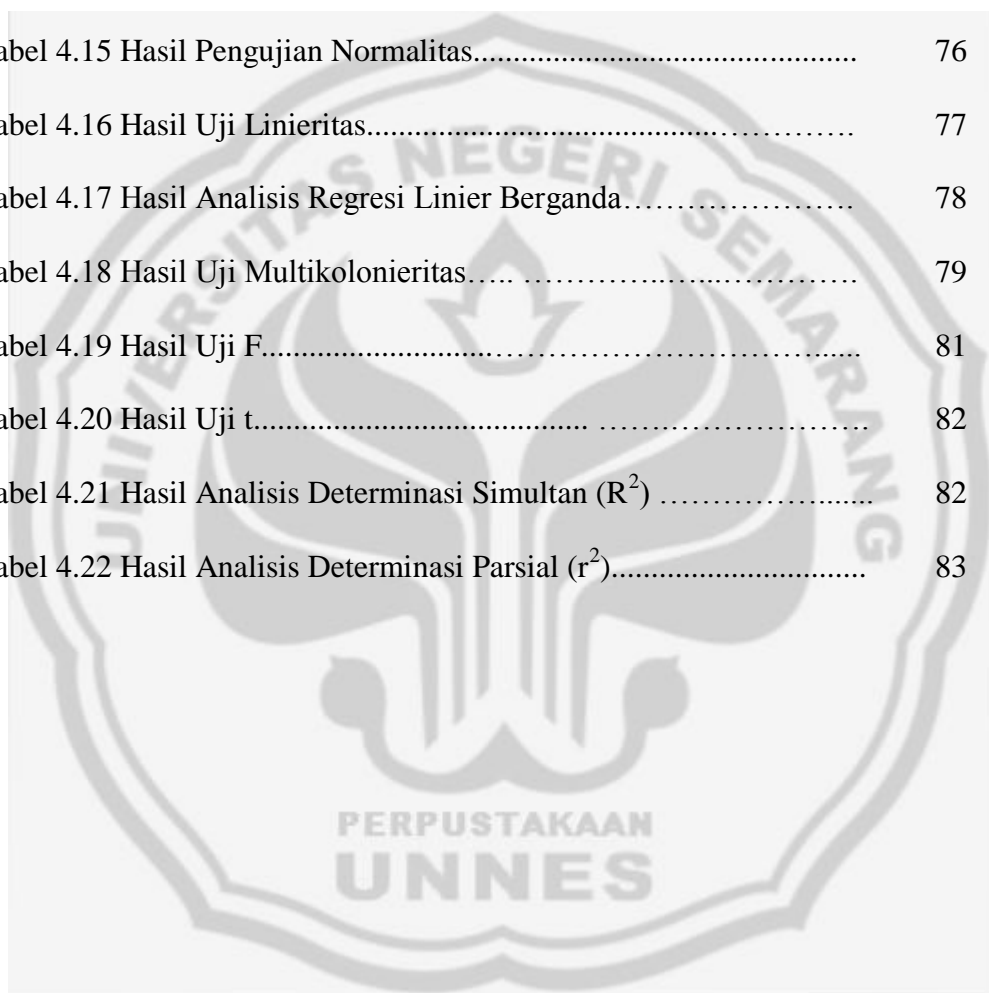 abel 4.15 Hasil Pengujian Normalitas............................................... 76
abel 4.16 Hasil Uji Linieritas.............................................…………. 77
abel 4.17 Hasil Analisis Regresi Linier Berganda…………………. 78
abel 4.18 Hasil Uji Multikolonieritas….. …………..…...…………. 79
abel 4.19 Hasil Uji F............................………………………….…...... 81
abel 4.20 Hasil Uji t......................................... ……………………… 82
abel 4.21 Hasil Analisis Determinasi Simultan (R²) ……………....... 82
abel 4.22 Hasil Analisis Determinasi Parsial (r²)............................... 83
UNIVERSITAS NEGERI SEMARANG
PERPUSTAKAAN
UNNES